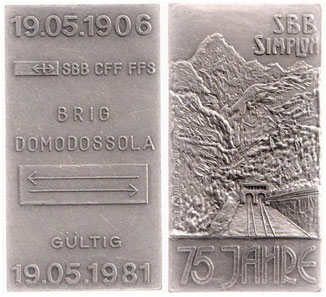 19.05.1906
SBB CFF FFS
BRIG
DOMODOSSOLA
GÜLTIG
19.05.1981
SBB
SIMPLON
75 JAHRE